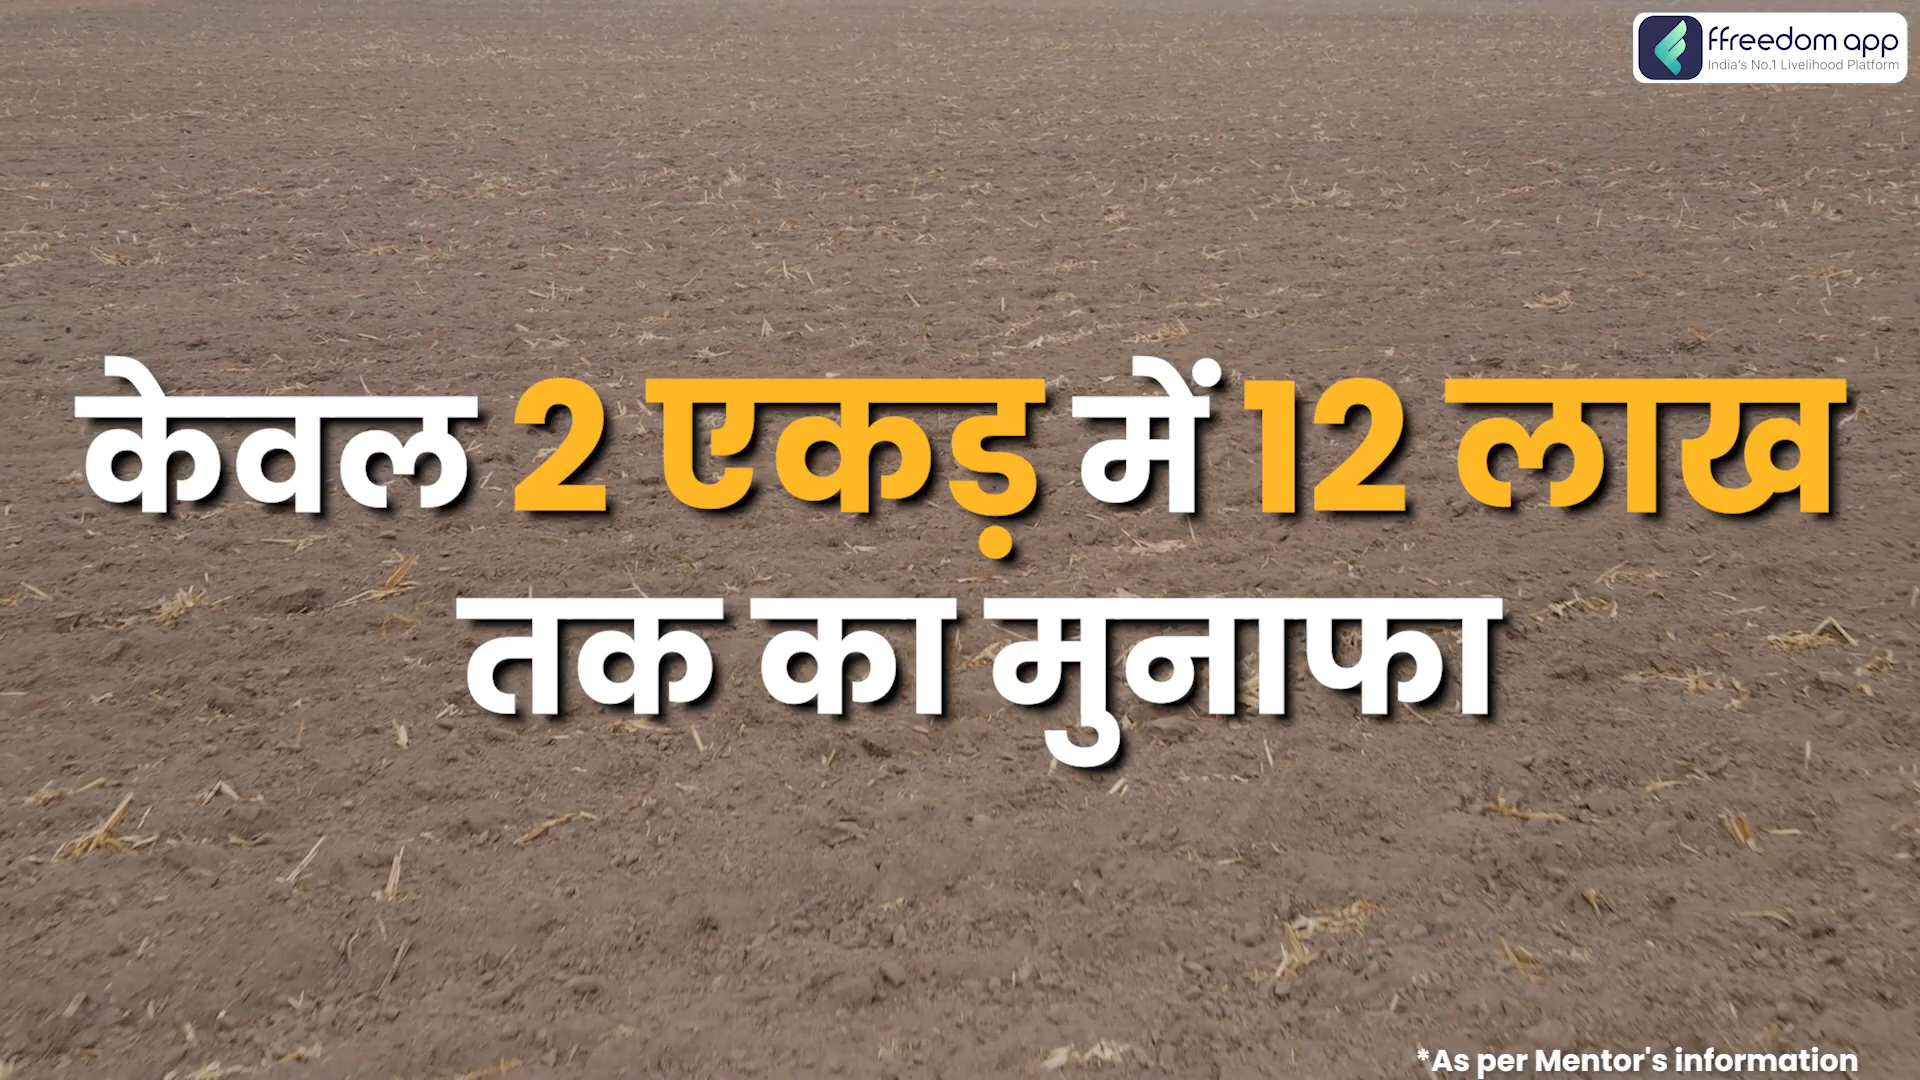 ffreedom app
India's No.1 Livelihood Platform
केवल 2 एकड़ में 12 लाख
तक का मुनाफा
*As per Mentor's information